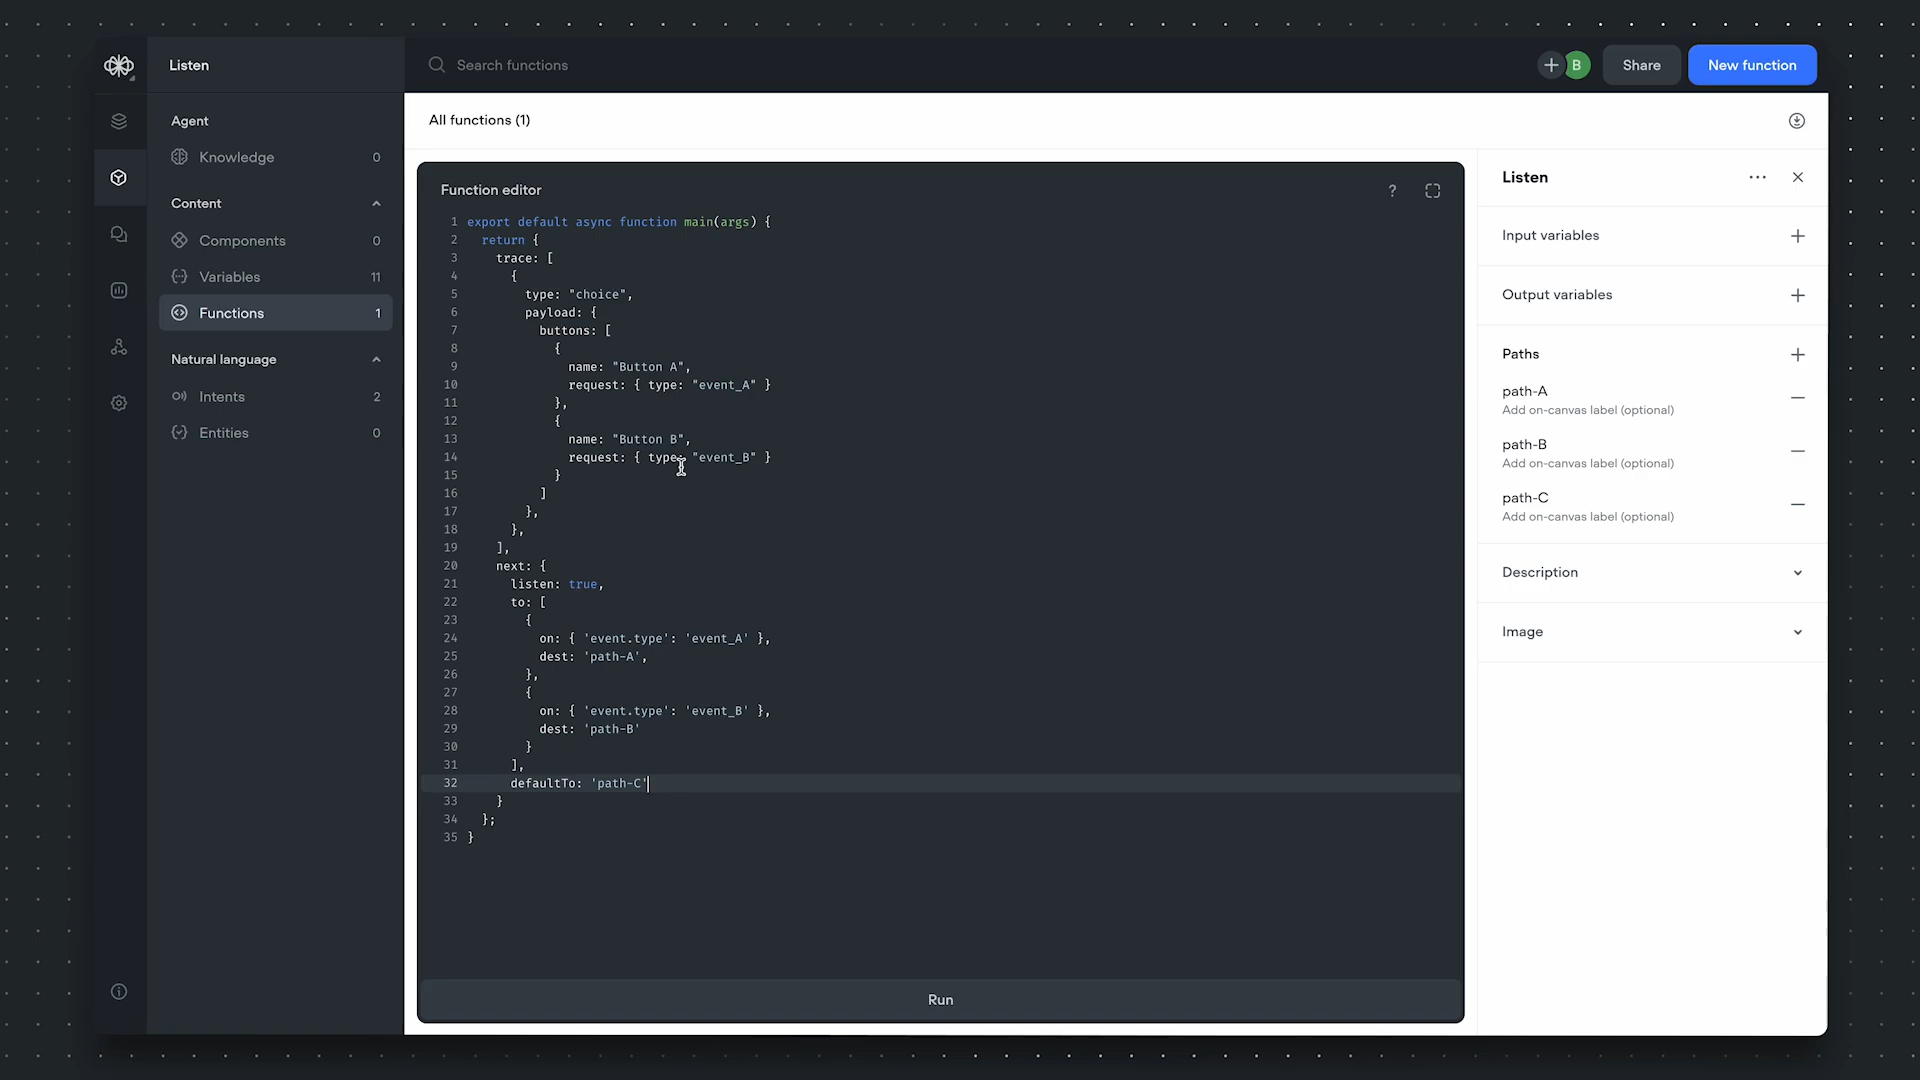 Listen
Search functions
B
Share
New function
Agent
Knowledge 0
Content
Components 0
Variables 11
Functions 1
Natural language
Intents 2
Entities 0
All functions (1)
Function editor
?
1 export default async function main(args) {
2 return {
3 trace: [
4 {
5 type: "choice",
6 payload: {
7 buttons: [
8 {
9 name: "Button A",
10 request: { type: "event_A" }
11 },
12 {
13 name: "Button B",
14 request: { type: "event_B" }
15 }
16 ]
17 },
18 },
19 ],
20 next: {
21 listen: true,
22 to: [
23 {
24 on: { 'event.type': 'event_A' },
25 dest: 'path-A',
26 },
27 {
28 on: { 'event.type': 'event_B' },
29 dest: 'path-B'
30 }
31 ],
32 defaultTo: 'path-C'
33 }
34 };
35 }
Run
Listen
Input variables
Output variables
Paths
path-A
Add on-canvas label (optional)
path-B
Add on-canvas label (optional)
path-C
Add on-canvas label (optional)
Description
Image